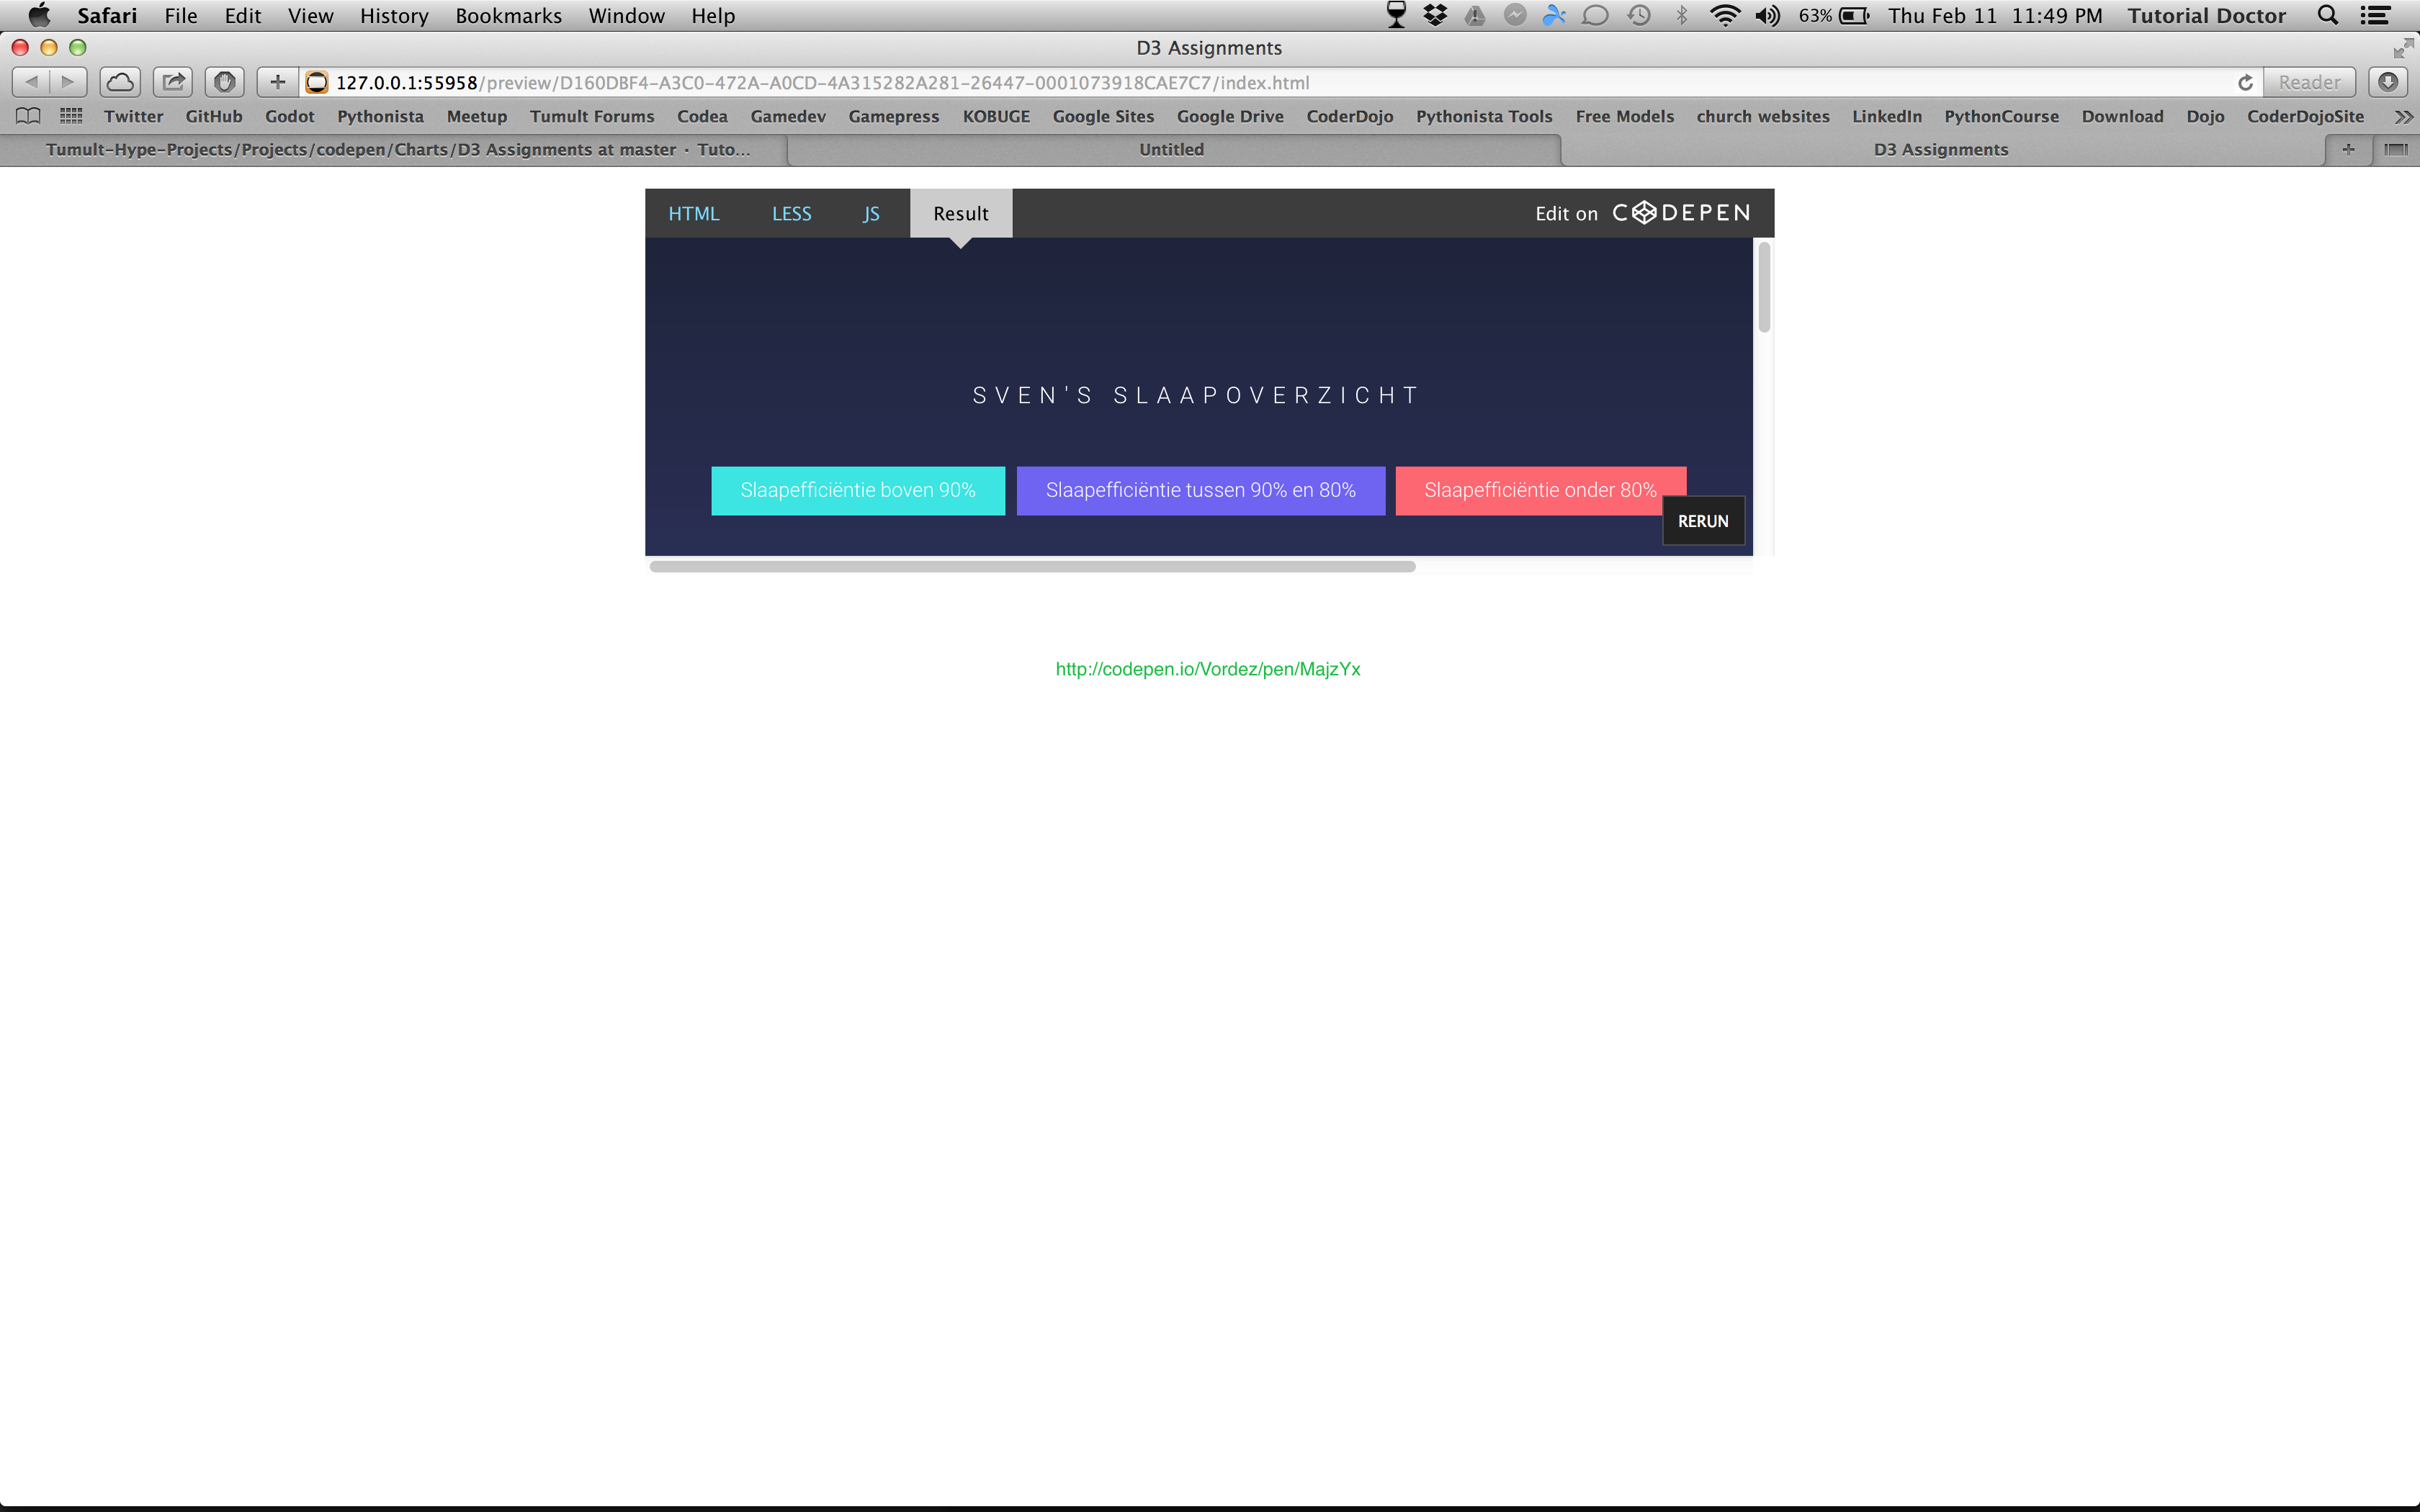 Safari File Edit View History Bookmarks Window Help 63% Thu Feb 11 11:49 PM Tutorial Doctor
D3 Assignments
127.0.0.1:55958/preview/D160DBF4-A3C0-472A-A0CD-4A315282A281-26447-0001073918CAE7C7/index.html Reader
Twitter GitHub Godot Pythonista Meetup Tumult Forums Codea Gamedev Gamepress KOBUGE Google Sites Google Drive CoderDojo Pythonista Tools Free Models church websites LinkedIn PythonCourse Download Dojo CoderDojoSite
Tumult-Hype-Projects/Projects/codepen/Charts/D3 Assignments at master · Tuto... Untitled D3 Assignments
HTML LESS JS Result Edit on CODEPEN
SVEN'S SLAAPOVERZICHT
Slaapefficiëntie boven 90% Slaapefficiëntie tussen 90% en 80% Slaapefficiëntie onder 80%
RERUN
http://codepen.io/Vordez/pen/MajzYx